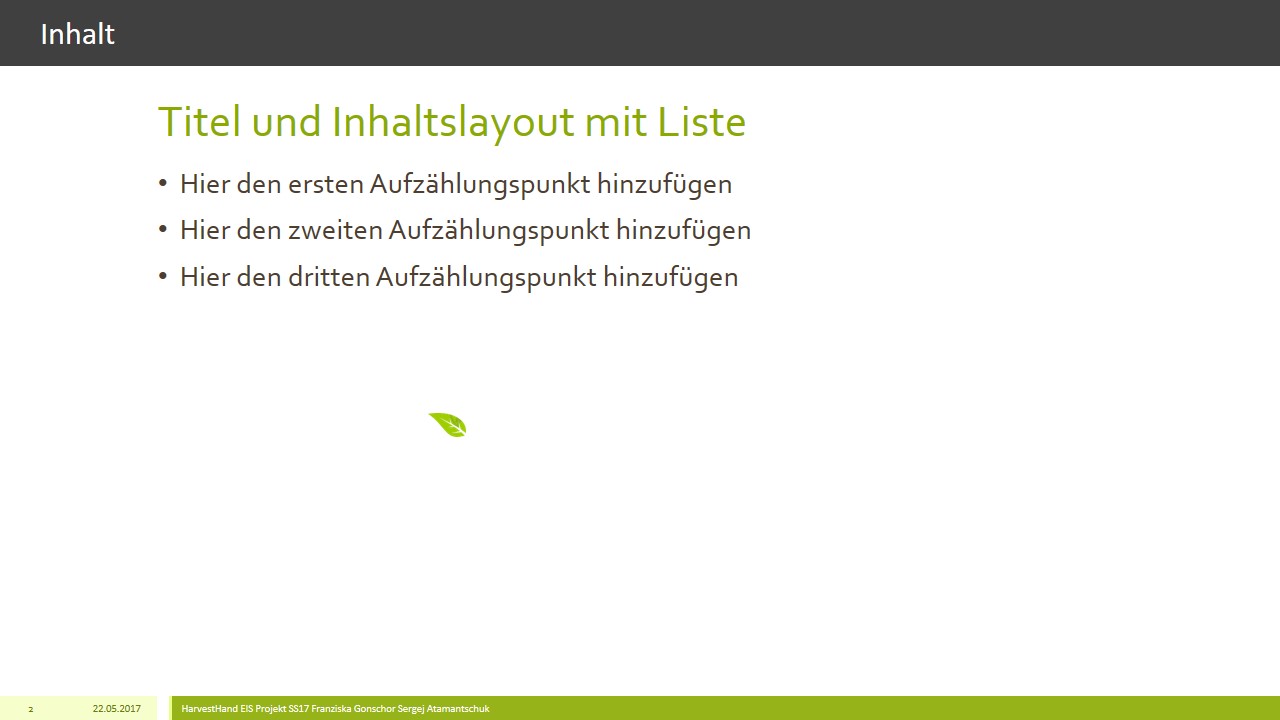 Inhalt
Titel und Inhaltslayout mit Liste
• Hier den ersten Aufzählungspunkt hinzufügen
• Hier den zweiten Aufzählungspunkt hinzufügen
• Hier den dritten Aufzählungspunkt hinzufügen
2 22.05.2017 HarvestHand EIS Projekt SS17 Franziska Gonschor Sergej Atamantschuk